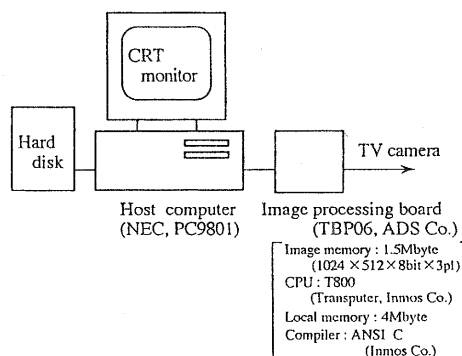 CRT
monitor
Hard
disk
TV camera
Host computer
(NEC, PC9801)
Image processing board
(TBP06, ADS Co.)
Image memory : 1.5Mbyte
(1024 ×512×8bit×3pl)
CPU : T800
(Transputer, Inmos Co.)
Local memory : 4Mbyte
Compiler : ANSI C
(Inmos Co.)